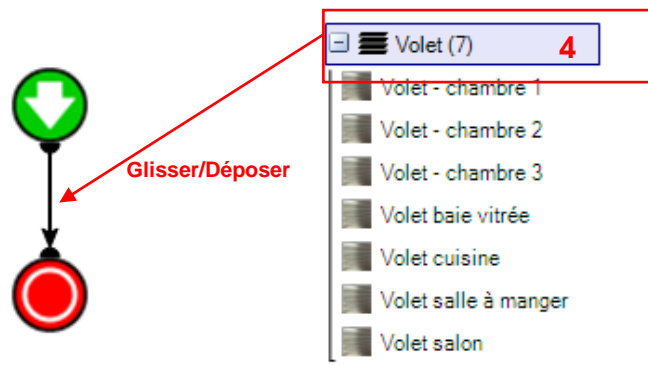 Volet (7)
4
Volet - chambre 1
Volet - chambre 2
Glisser/Déposer
Volet - chambre 3
Volet baie vitrée
Volet cuisine
Volet salle à manger
Volet salon